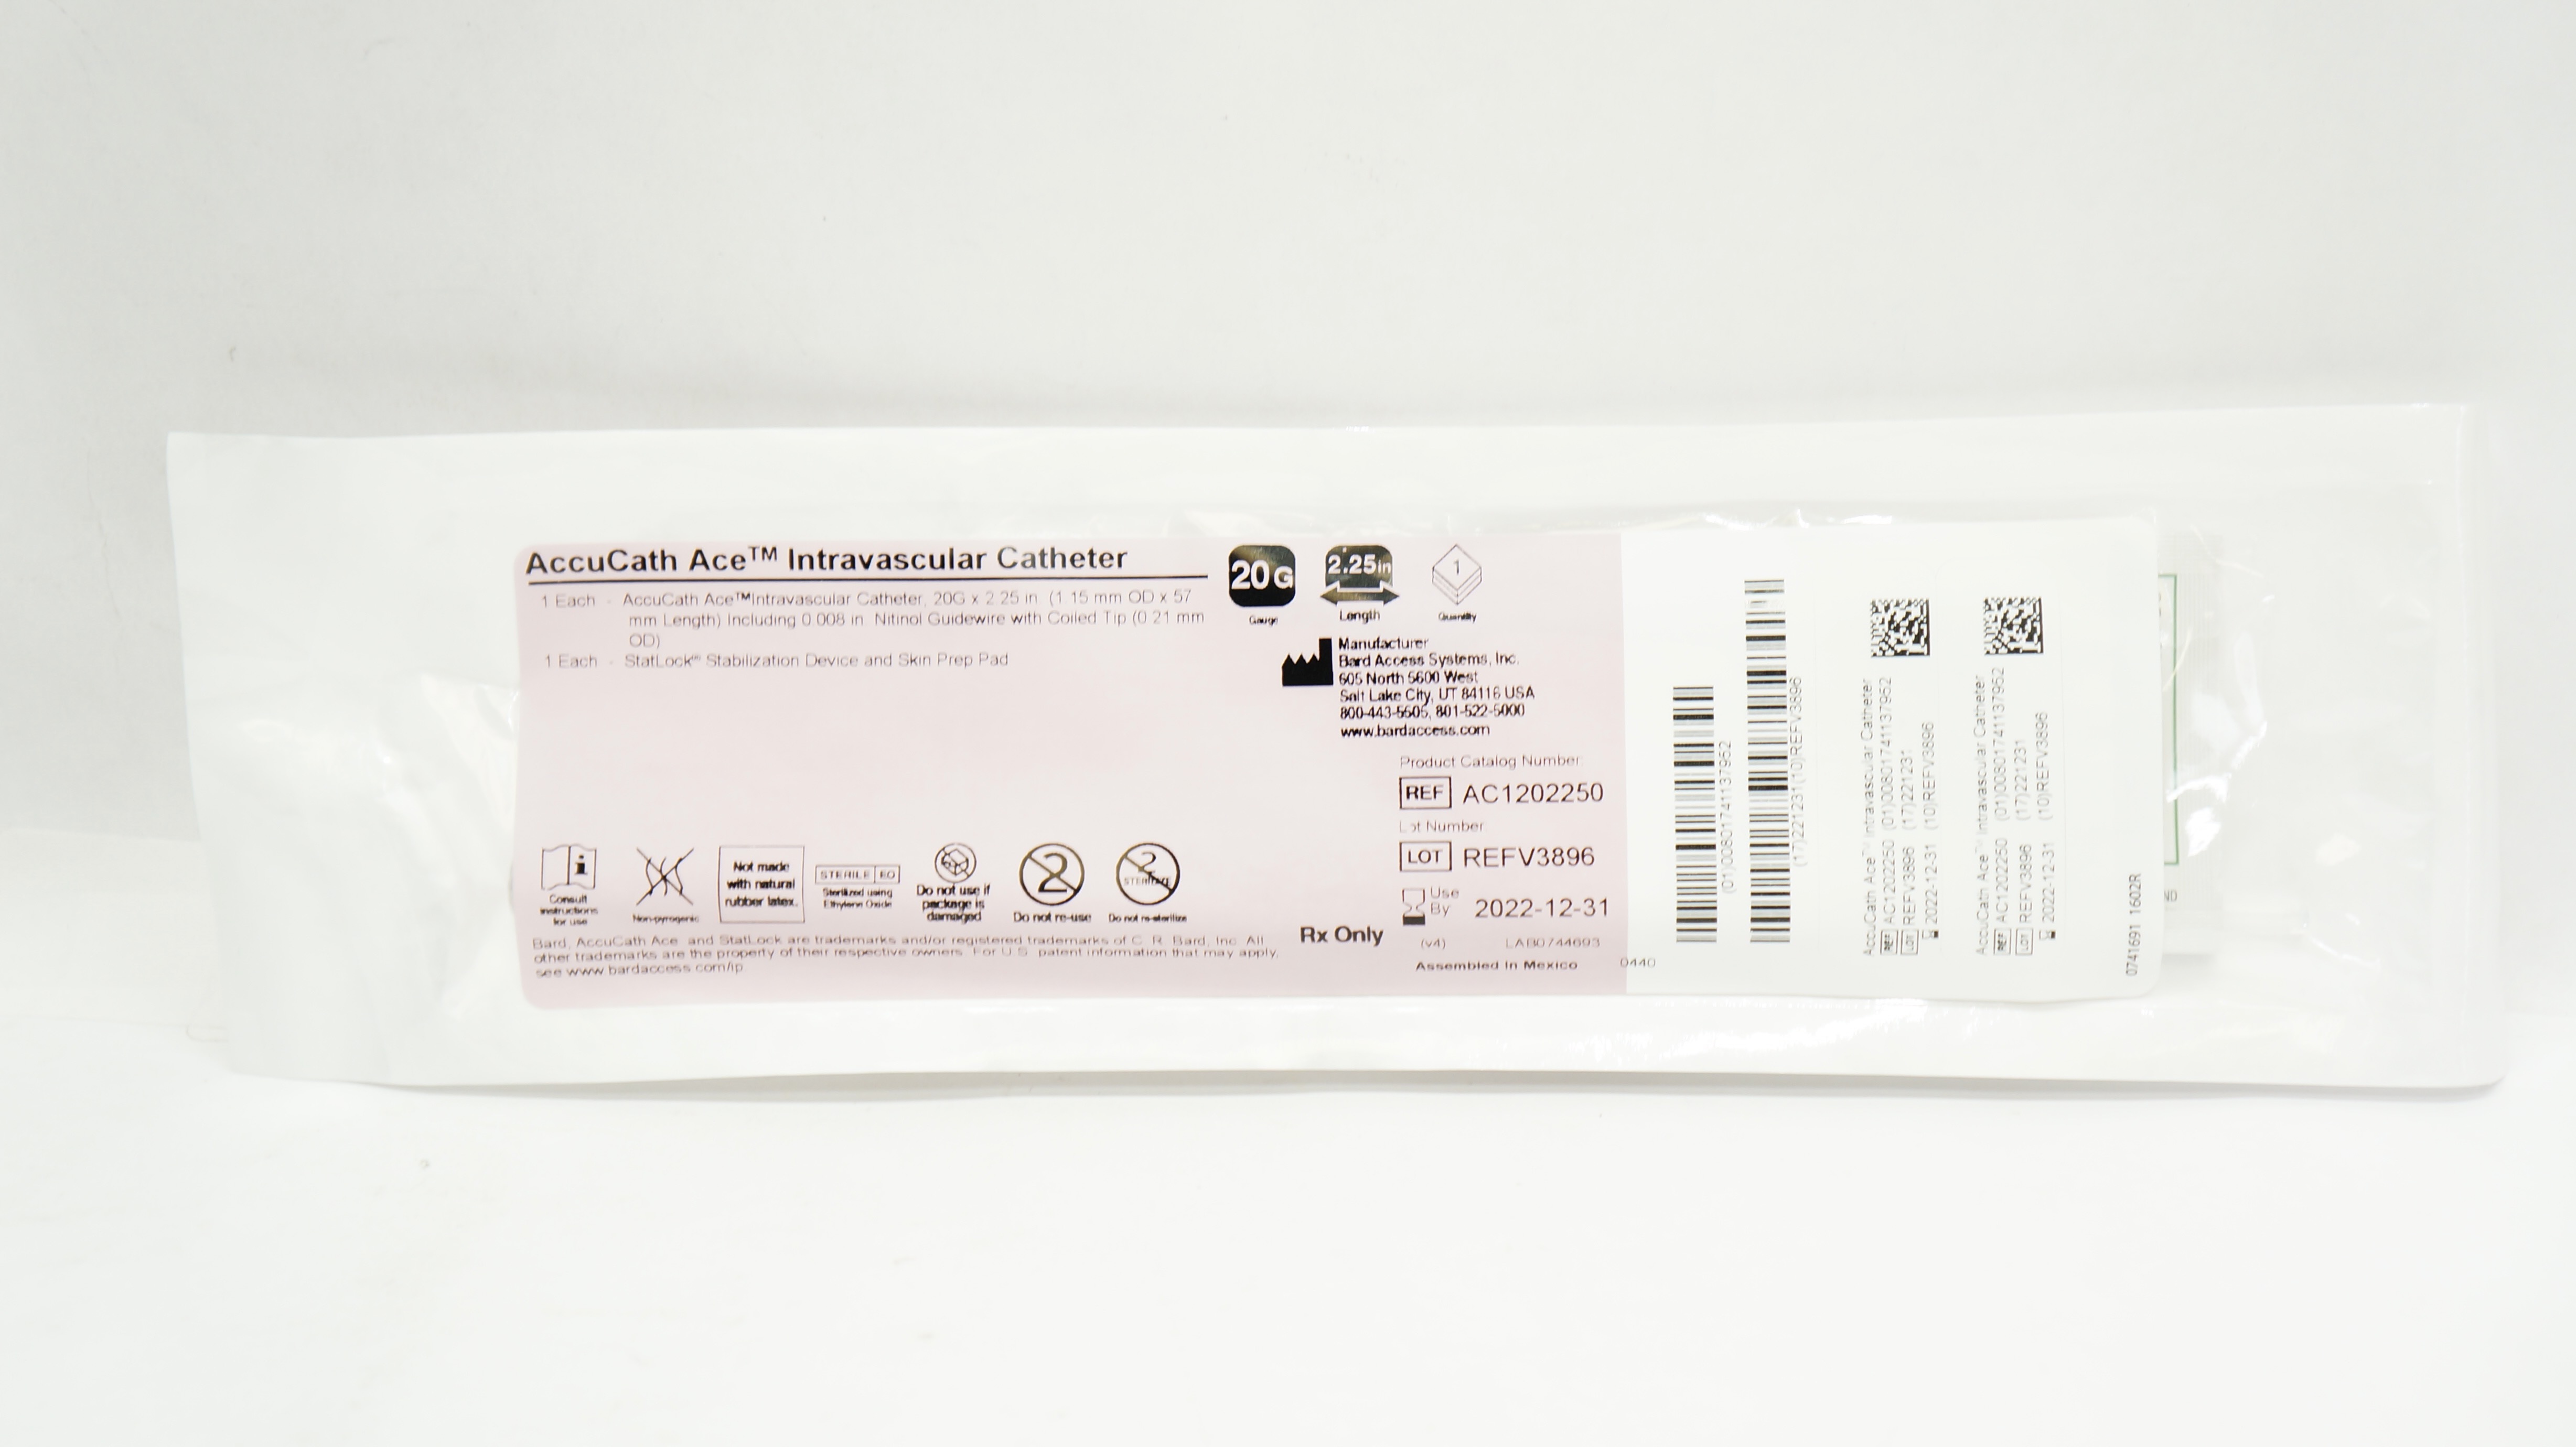 AccuCath Ace™ Intravascular Catheter
1 Each - AccuCath Ace™ Intravascular Catheter, 20G x 2.25 in (1.15 mm OD x 57
mm Length) Including 0.008 in Nitinol Guidewire with Coiled Tip (0.21 mm
OD)
1 Each - StatLock® Stabilization Device and Skin Prep Pad
20G
Gauge
2.25in
Length
1
Quantity
Manufacturer
Bard Access Systems, Inc.
605 North 5600 West
Salt Lake City, UT 84116 USA
800-443-5505, 801-522-5000
www.bardaccess.com
Product Catalog Number
REF AC1202250
Lot Number
LOT REFV3896
Use
By 2022-12-31
Consult
instructions
for use
Non-pyrogenic
Not made
with natural
rubber latex.
STERILE EO
Sterilized using
Ethylene Oxide
Do not use if
package is
damaged
2
Do not re-use
2
STERILIZE
Do not re-sterilize
Bard, AccuCath Ace and StatLock are trademarks and/or registered trademarks of C. R. Bard, Inc. All
other trademarks are the property of their respective owners. For U.S. patent information that may apply,
see www.bardaccess.com/ip
Rx Only
(v4) LAB0744693
Assembled In Mexico
0440
(01)00801741137952
(17)221231(10)REFV3896
AccuCath Ace™ Intravascular Catheter
REF AC1202250 (01)00801741137952
LOT REFV3896 (17)221231
2022-12-31 (10)REFV3896
AccuCath Ace™ Intravascular Catheter
REF AC1202250 (01)00801741137952
LOT REFV3896 (17)221231
2022-12-31 (10)REFV3896
0741691 1602R